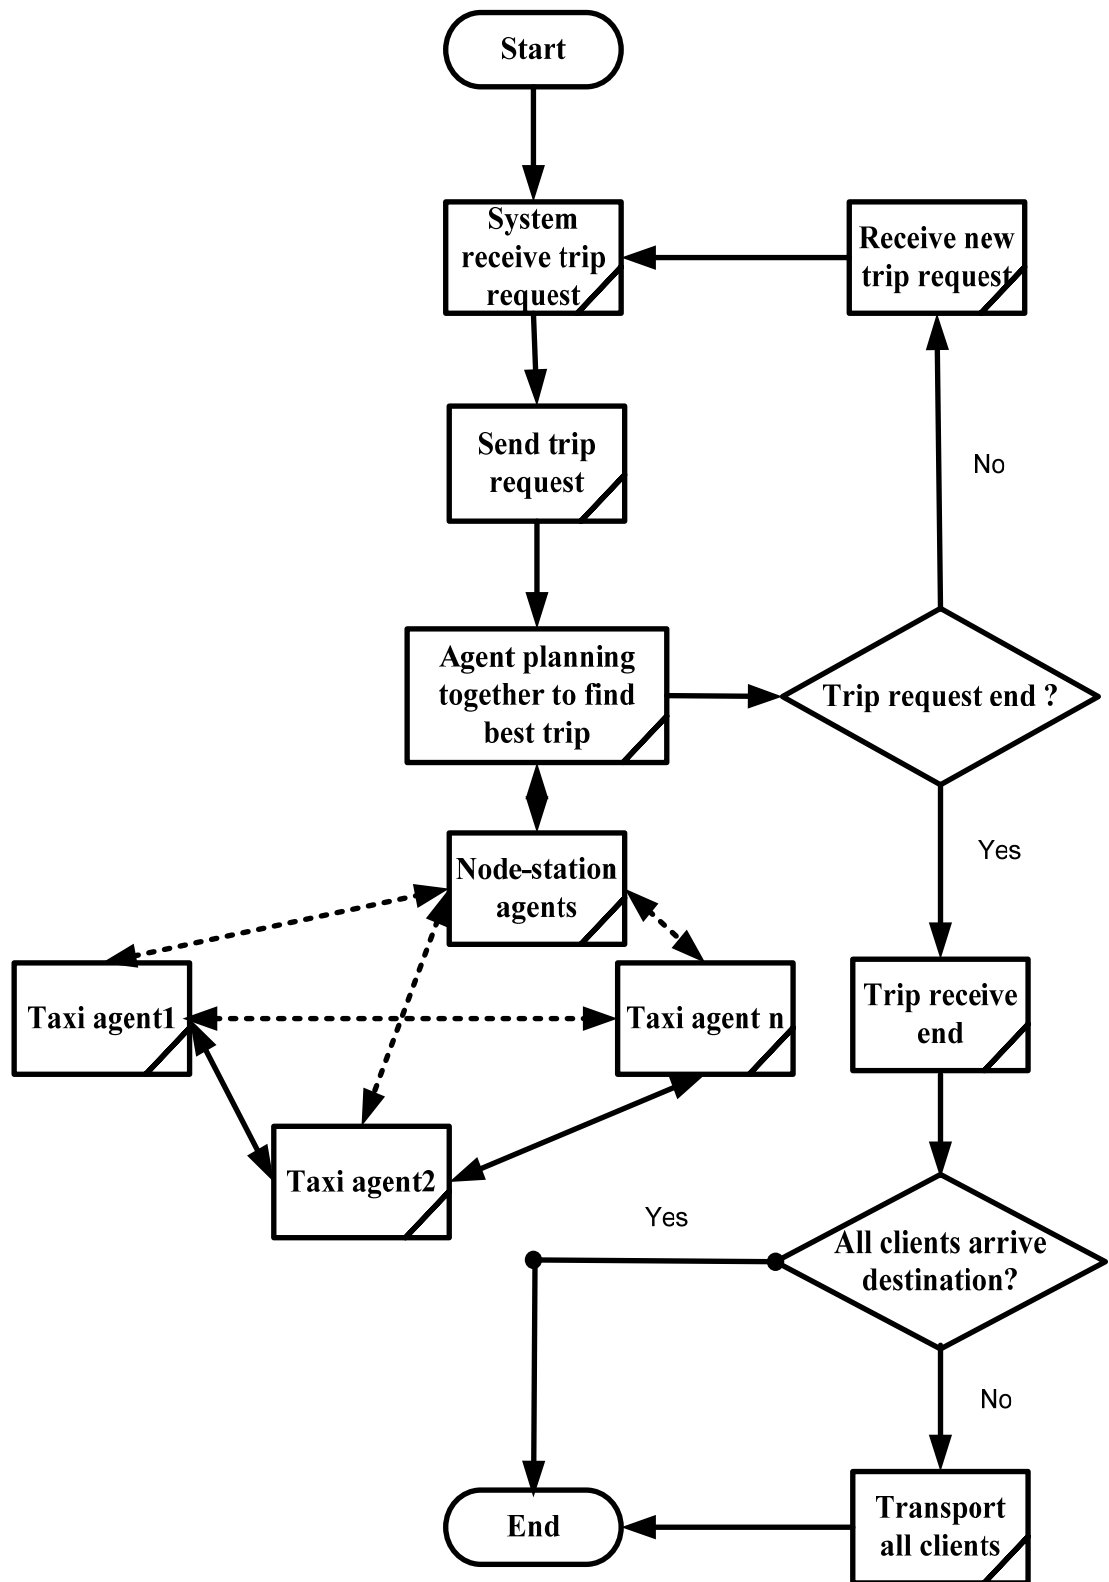 Start
System
receive trip
request
Receive new
trip request
Send trip
request
No
Agent planning
together to find
best trip
Trip request end ?
Yes
Node-station
agents
Taxi agent1
Taxi agent n
Trip receive
end
Taxi agent2
Yes
All clients arrive
destination?
No
End
Transport
all clients